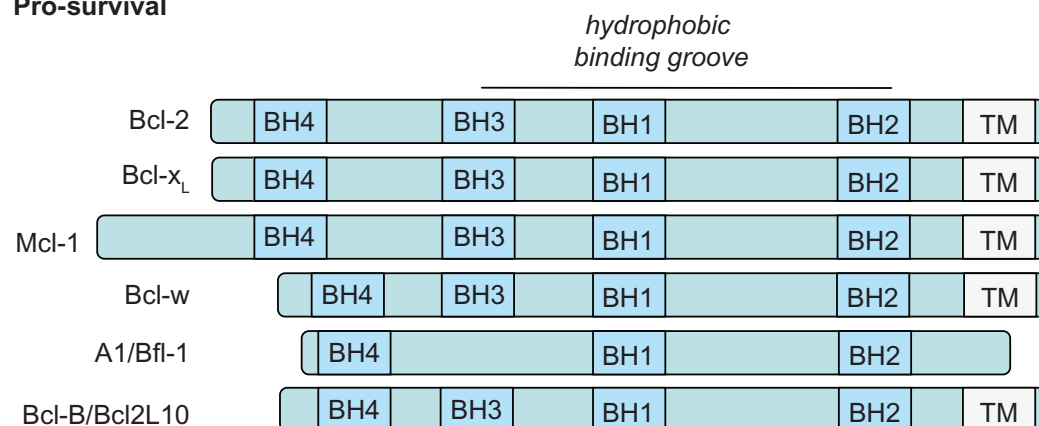 Pro-survival
hydrophobic
binding groove
Bcl-2 BH4 BH3 BH1 BH2 TM
Bcl-xL BH4 BH3 BH1 BH2 TM
Mcl-1 BH4 BH3 BH1 BH2 TM
Bcl-w BH4 BH3 BH1 BH2 TM
A1/Bfl-1 BH4 BH1 BH2
Bcl-B/Bcl2L10 BH4 BH3 BH1 BH2 TM